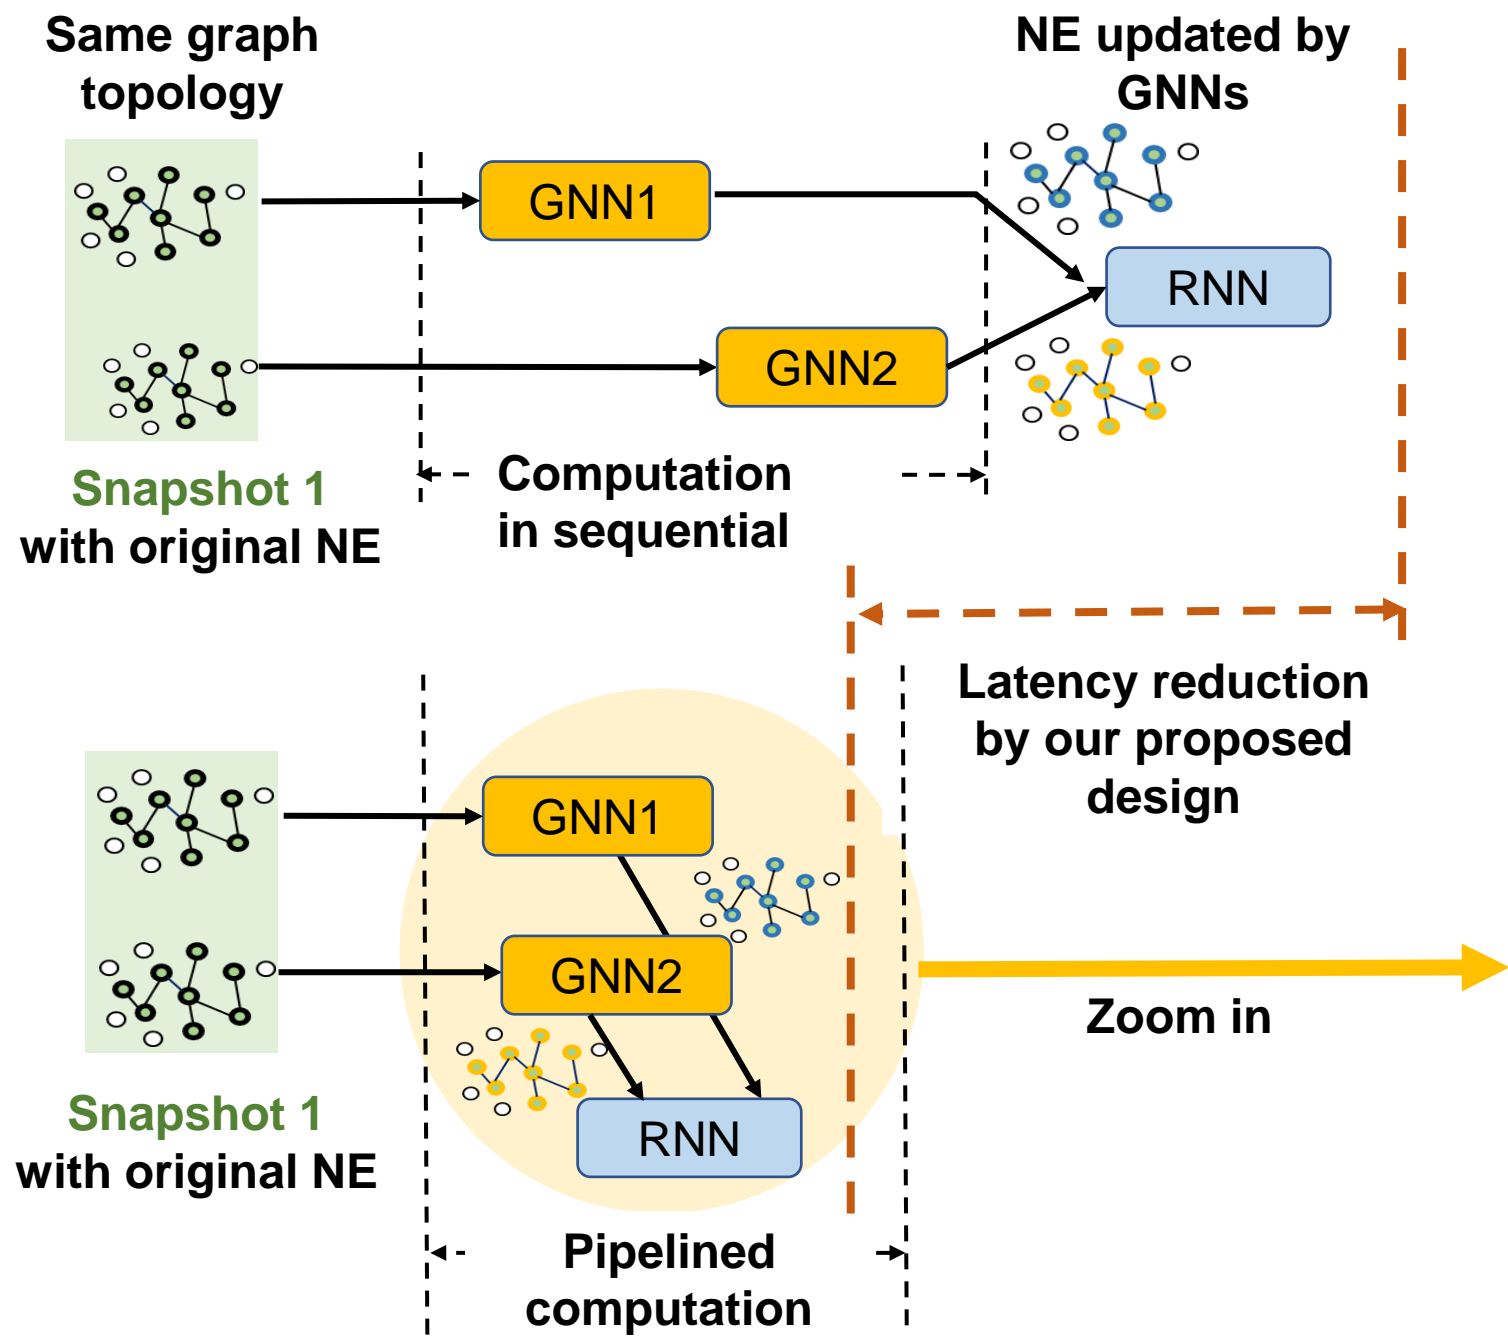 Same graph
topology
NE updated by
GNNs
GNN1
RNN
GNN2
Snapshot 1
with original NE
Computation
in sequential
Latency reduction
by our proposed
design
GNN1
GNN2
Zoom in
RNN
Snapshot 1
with original NE
Pipelined
computation